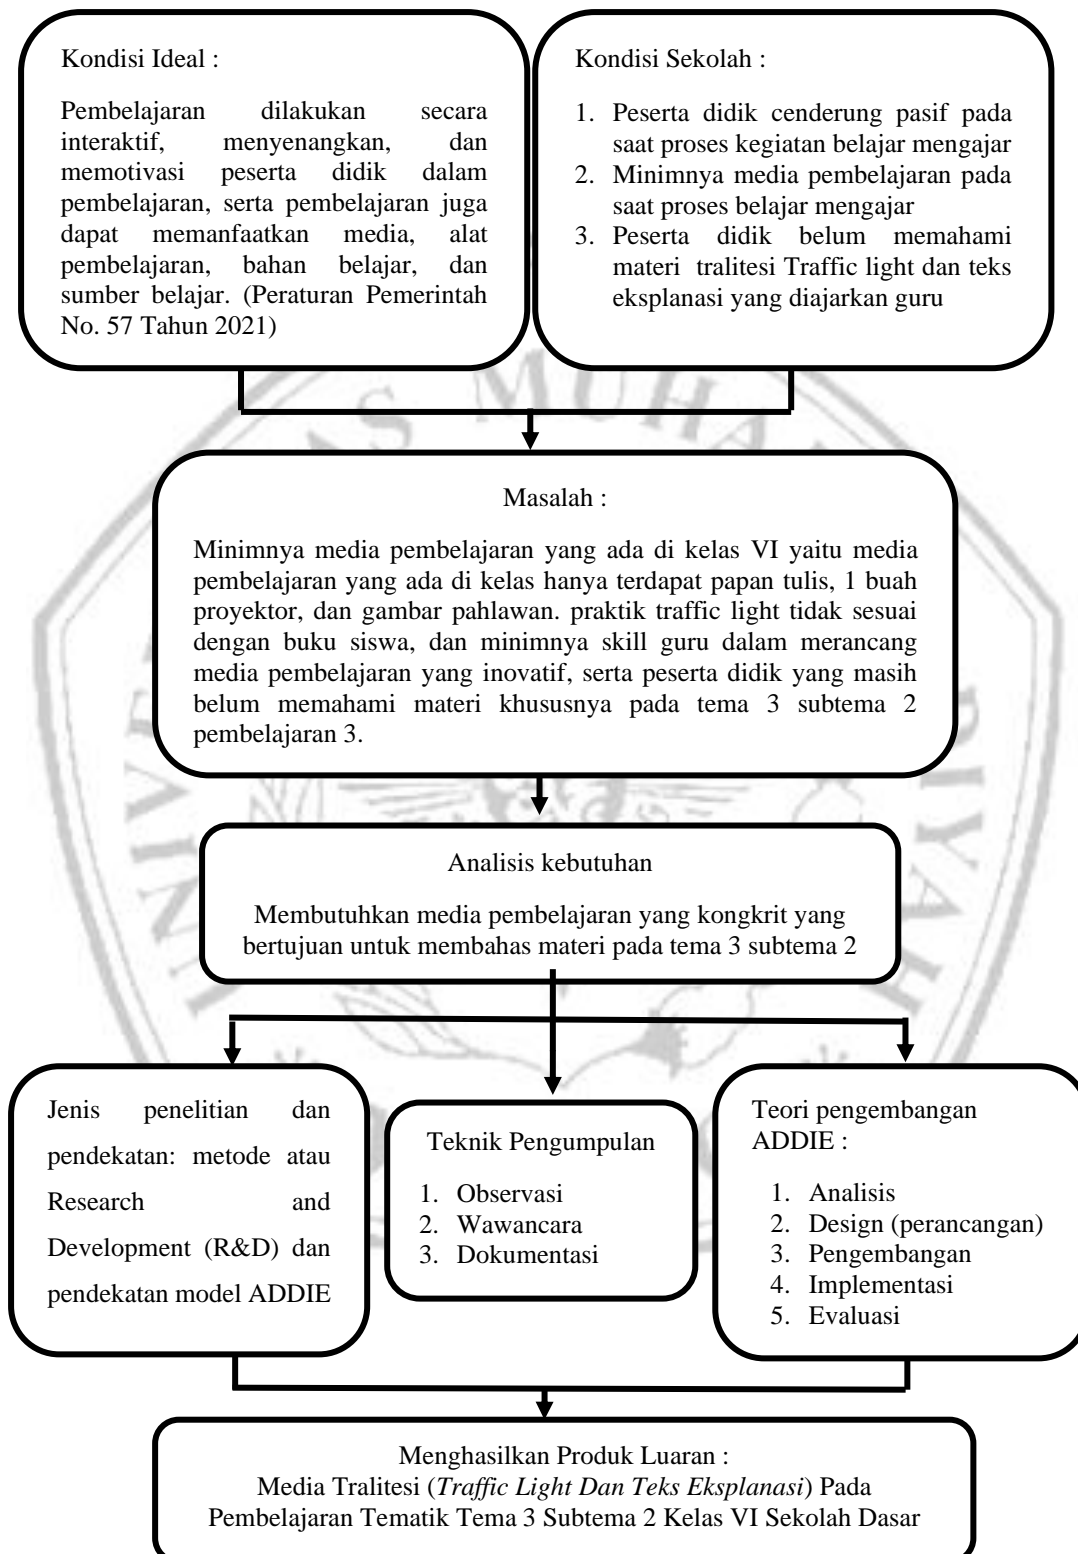 Kondisi Ideal :
Pembelajaran dilakukan secara
interaktif, menyenangkan, dan
memotivasi peserta didik dalam
pembelajaran, serta pembelajaran juga
dapat memanfaatkan media, alat
pembelajaran, bahan belajar, dan
sumber belajar. (Peraturan Pemerintah
No. 57 Tahun 2021)
Kondisi Sekolah :
1. Peserta didik cenderung pasif pada
saat proses kegiatan belajar mengajar
2. Minimnya media pembelajaran pada
saat proses belajar mengajar
3. Peserta didik belum memahami
materi tralitesi Traffic light dan teks
eksplanasi yang diajarkan guru
Masalah :
Minimnya media pembelajaran yang ada di kelas VI yaitu media
pembelajaran yang ada di kelas hanya terdapat papan tulis, 1 buah
proyektor, dan gambar pahlawan. praktik traffic light tidak sesuai
dengan buku siswa, dan minimnya skill guru dalam merancang
media pembelajaran yang inovatif, serta peserta didik yang masih
belum memahami materi khususnya pada tema 3 subtema 2
pembelajaran 3.
Analisis kebutuhan
Membutuhkan media pembelajaran yang kongkrit yang
bertujuan untuk membahas materi pada tema 3 subtema 2
Jenis penelitian dan
pendekatan: metode atau
Research and
Development (R&D) dan
pendekatan model ADDIE
Teknik Pengumpulan
1. Observasi
2. Wawancara
3. Dokumentasi
Teori pengembangan
ADDIE :
1. Analisis
2. Design (perancangan)
3. Pengembangan
4. Implementasi
5. Evaluasi
Menghasilkan Produk Luaran :
Media Tralitesi (Traffic Light Dan Teks Eksplanasi) Pada
Pembelajaran Tematik Tema 3 Subtema 2 Kelas VI Sekolah Dasar